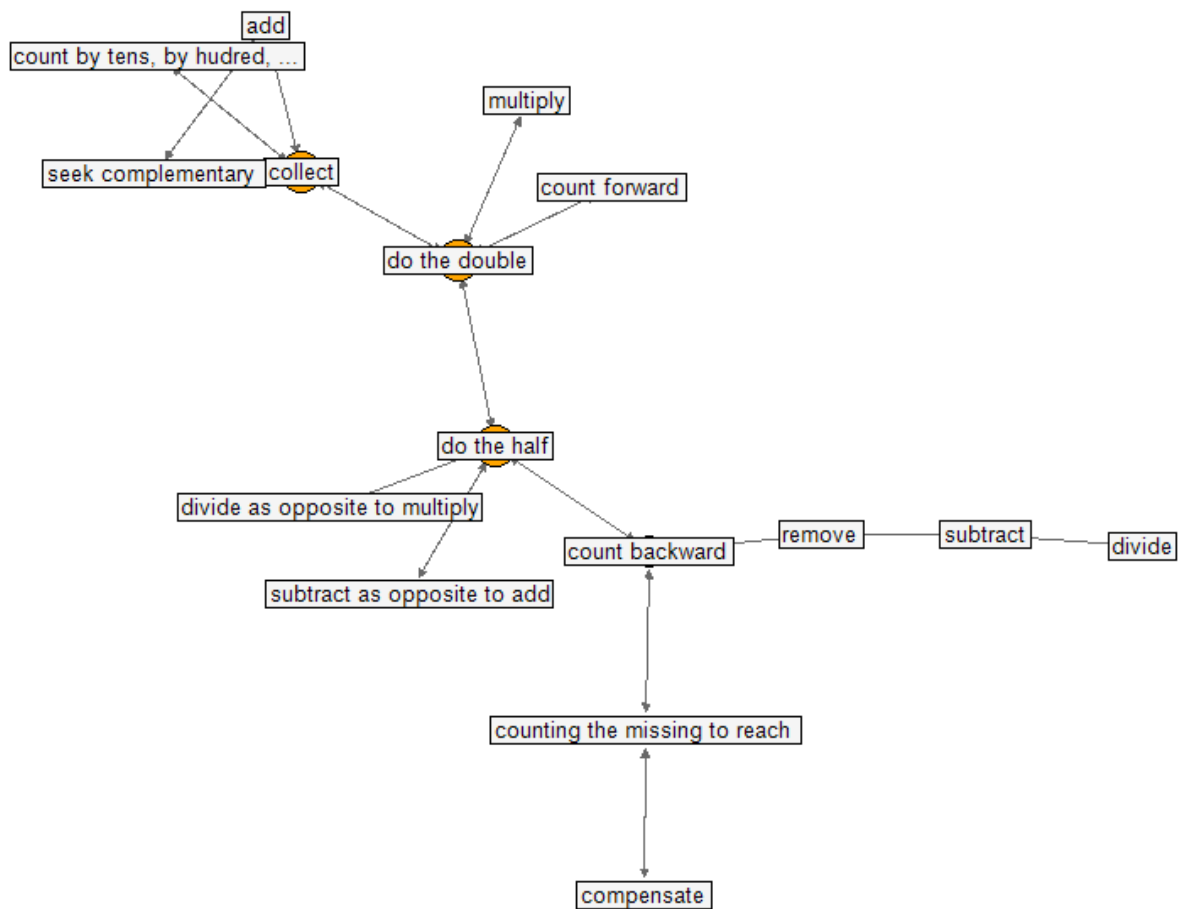 add
count by tens, by hudred, ...
multiply
seek complementary
collect
count forward
do the double
do the half
divide as opposite to multiply
remove
subtract
divide
count backward
subtract as opposite to add
counting the missing to reach
compensate